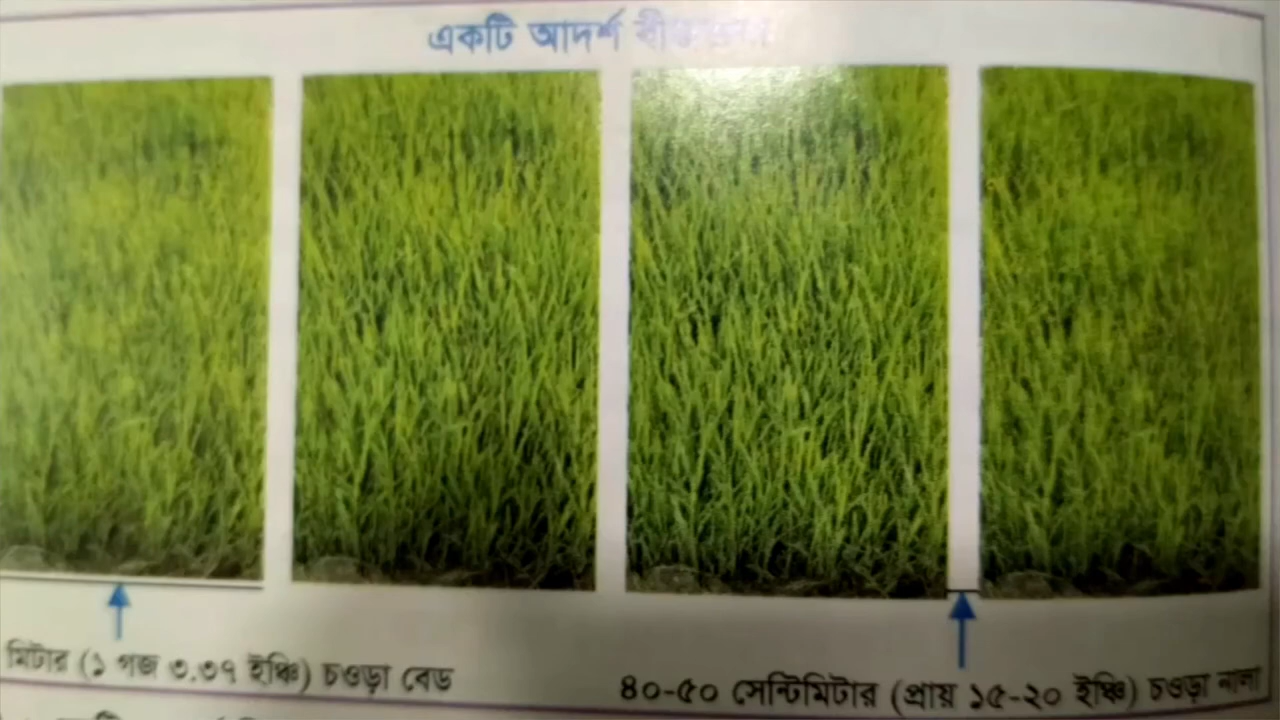 একটি আদর্শ
মিটার (১ গজ ৩.৩৭ ইঞ্চি) চওড়া বেড
৪০-৫০ সেন্টিমিটার (প্রায় ১৫-২০ ইঞ্চি) চওড়া নালা